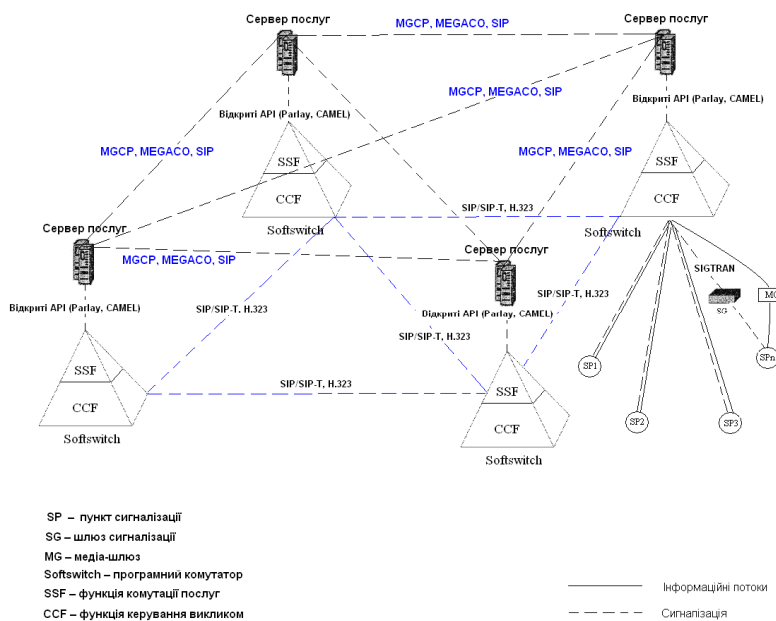 Сервер послуг
Сервер послуг
MGCP, MEGACO, SIP
MGCP, MEGACO, SIP
Відкриті API (Parlay, CAMEL)
Відкриті API (Parlay, CAMEL)
MGCP, MEGACO, SIP
MGCP, MEGACO, SIP
SSF
CCF
Softswitch
SSF
CCF
Softswitch
SIP/SIP-T, H.323
Сервер послуг
Сервер послуг
MGCP, MEGACO, SIP
SIGTRAN
SG
MG
Відкриті API (Parlay, CAMEL)
SIP/SIP-T, H.323
Відкриті API (Parlay, CAMEL)
SIP/SIP-T, H.323
SIP/SIP-T, H.323
SP1
SPn
SP2
SP3
SSF
CCF
Softswitch
SIP/SIP-T, H.323
SSF
CCF
Softswitch
SP – пункт сигналізації
SG – шлюз сигналізації
MG – медіа-шлюз
Softswitch – програмний комутатор
SSF – функція комутації послуг
CCF – функція керування викликом
Інформаційні потоки
Сигналізація